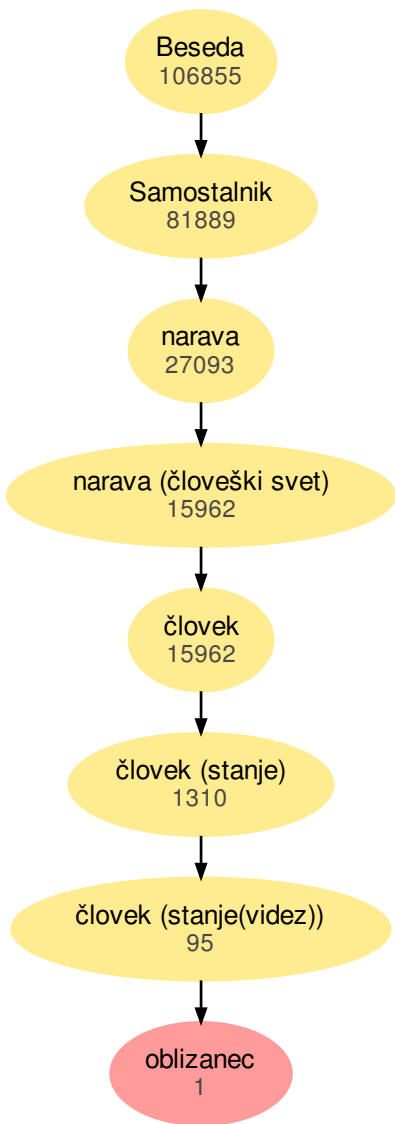 Beseda
106855
Samostalnik
81889
narava
27093
narava (človeški svet)
15962
človek
15962
človek (stanje)
1310
človek (stanje(videz))
95
oblizanec
1